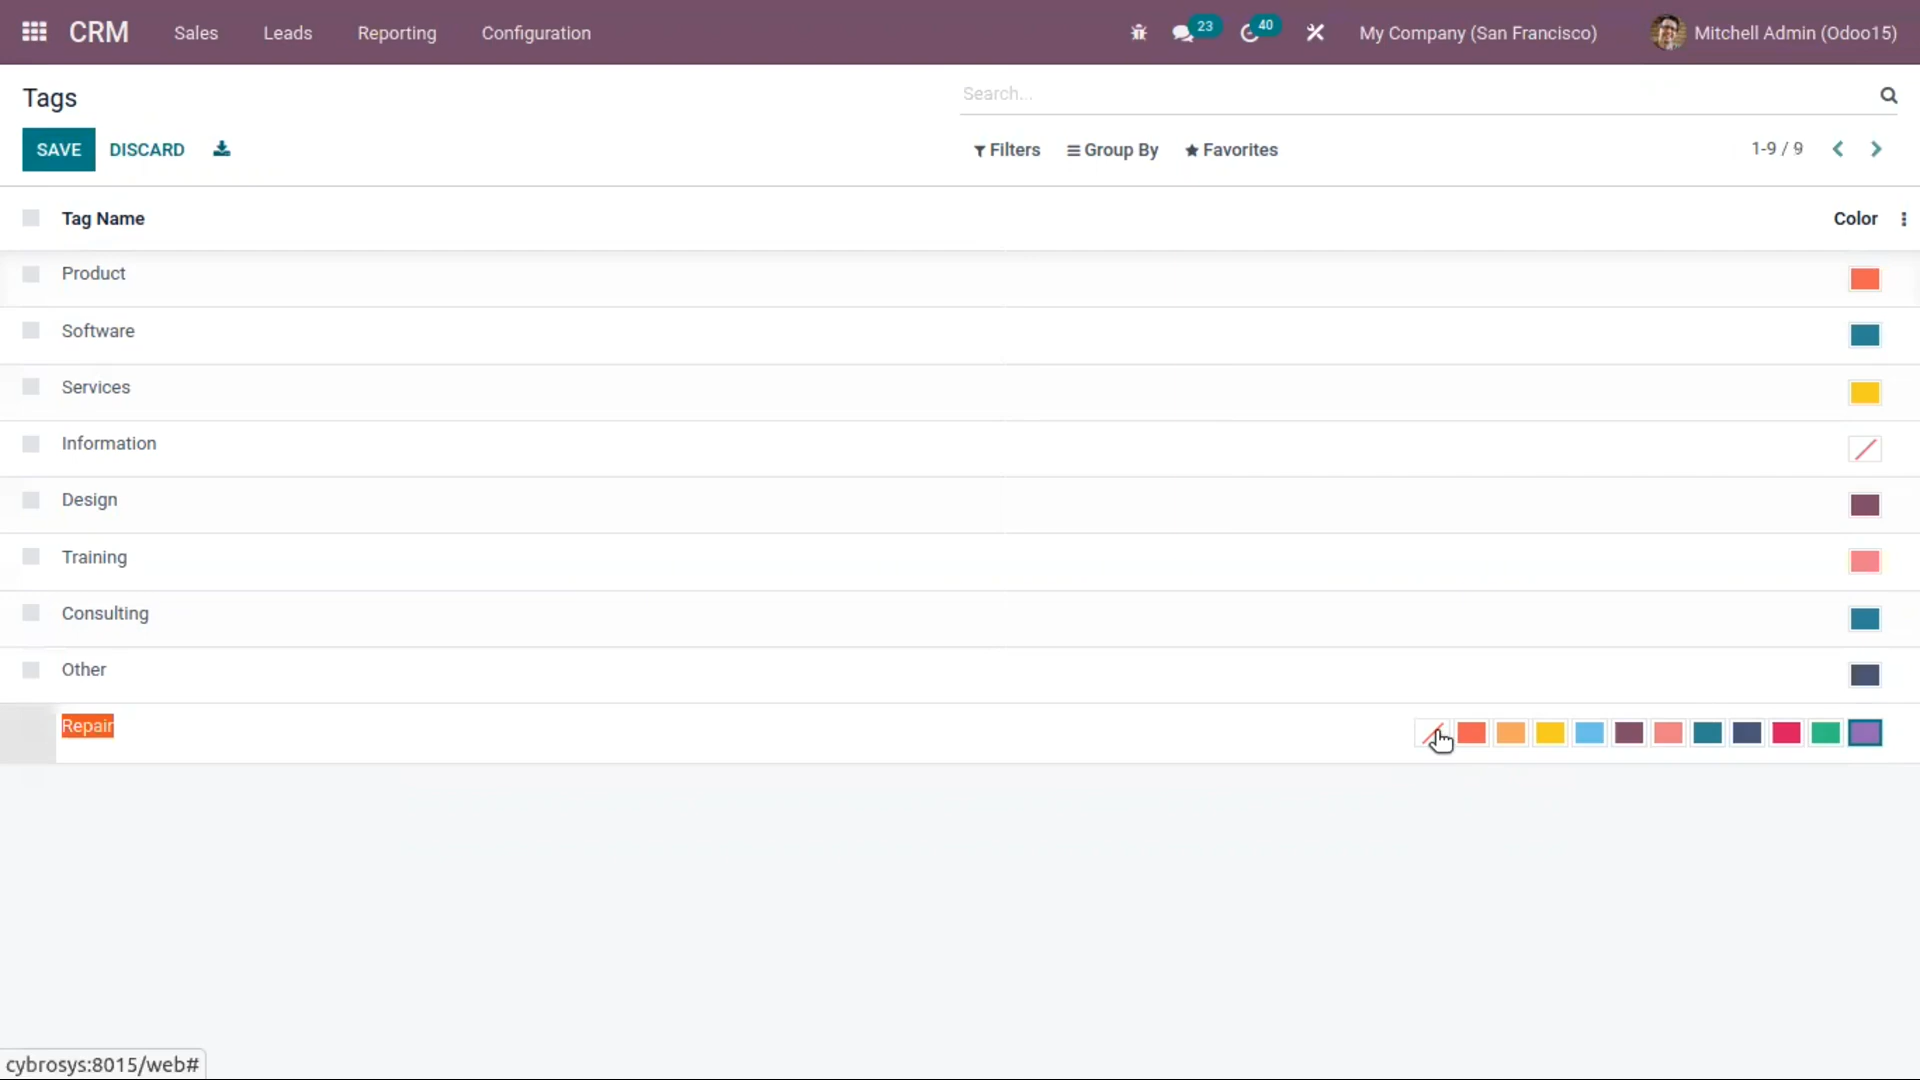 CRM Sales Leads Reporting Configuration 23 40 My Company (San Francisco) Mitchell Admin (Odoo15)
Tags Search...
SAVE DISCARD Filters Group By Favorites 1-9 / 9
Tag Name Color
Product
Software
Services
Information
Design
Training
Consulting
Other
Repair
cybrosys:8015/web#